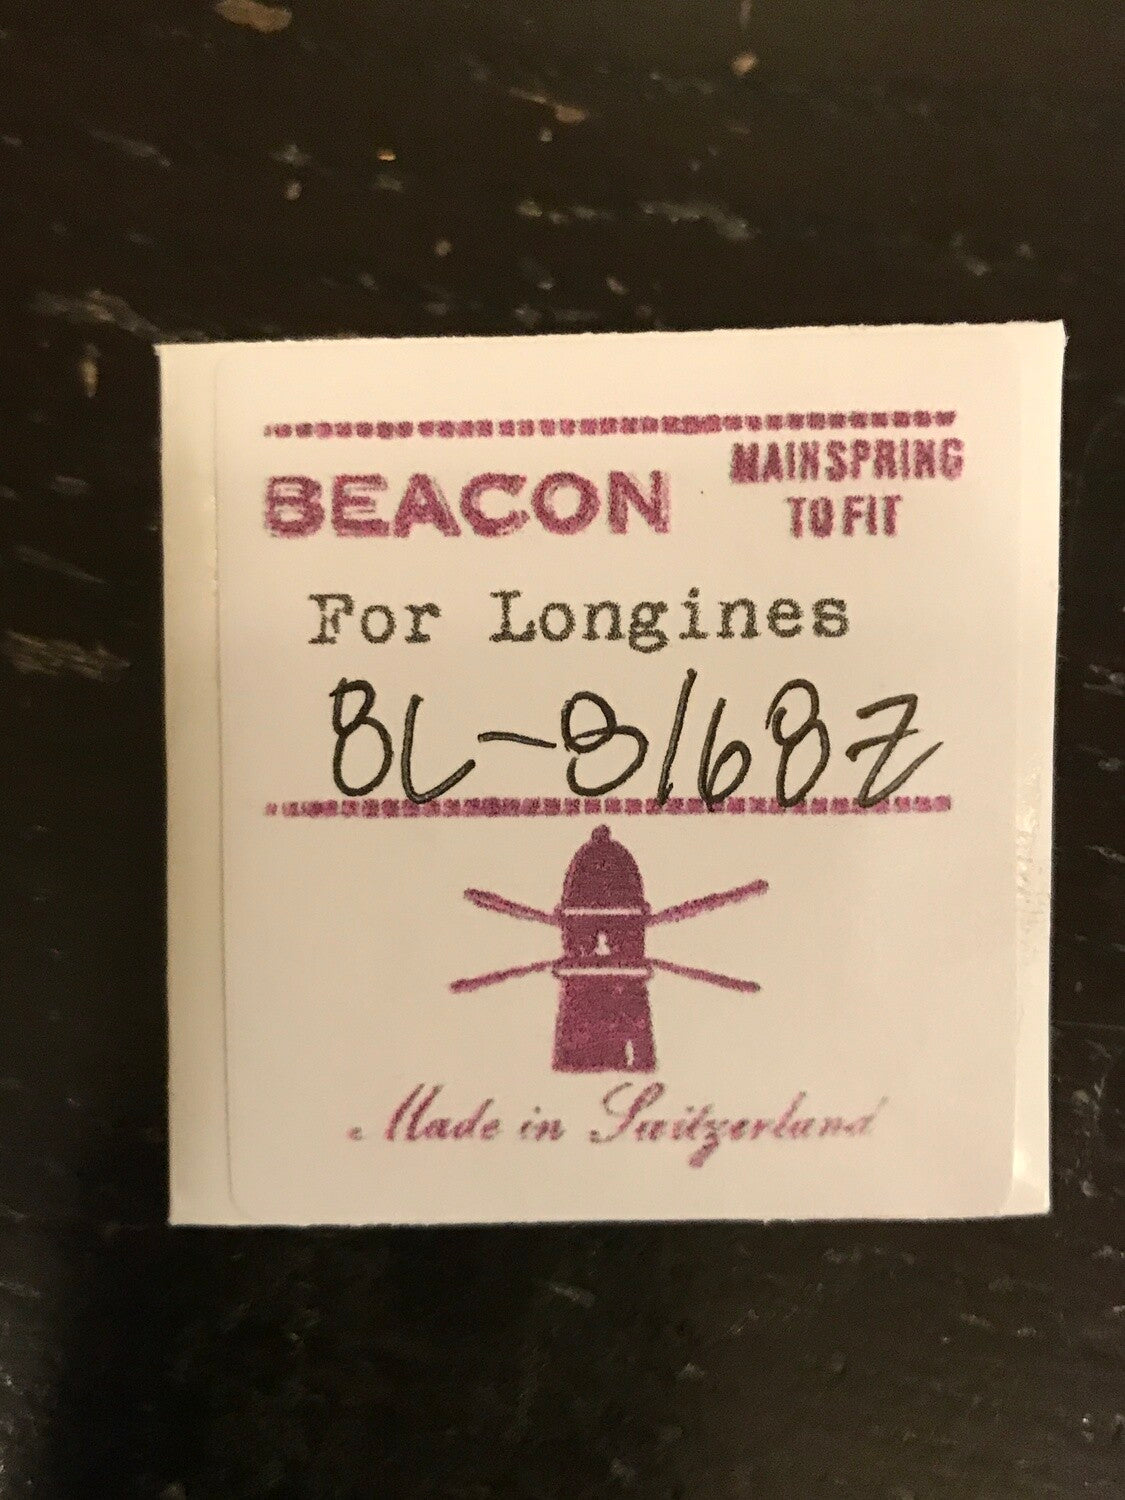 BEACON
MAINSPRING
TO FIT
For Longines
BL-8168Z
Made in Switzerland